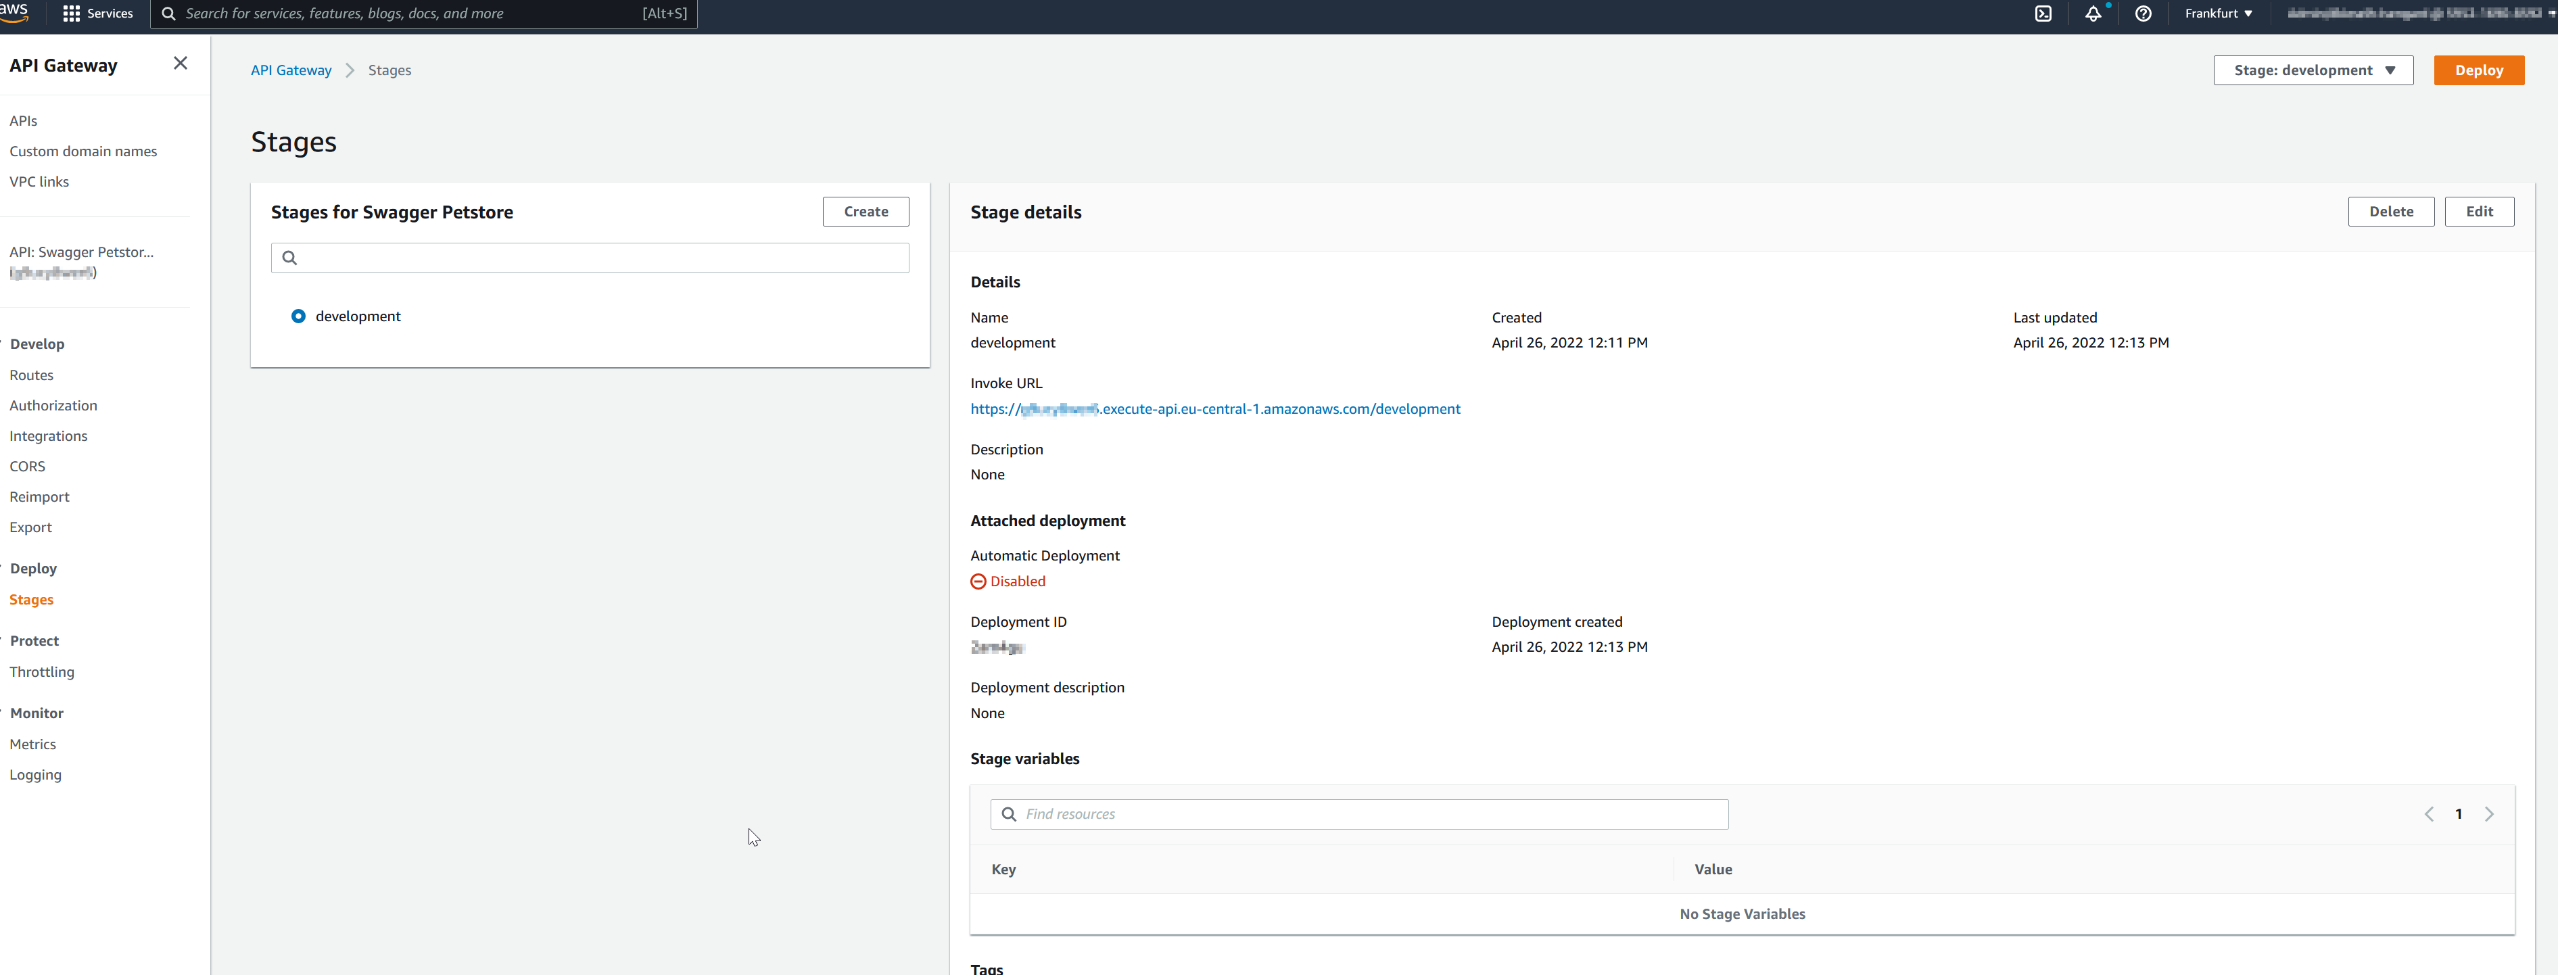 aws
Services
Search for services, features, blogs, docs, and more
[Alt+S]
Frankfurt
API Gateway
APIs
Custom domain names
VPC links
API: Swagger Petstor...
Develop
Routes
Authorization
Integrations
CORS
Reimport
Export
Deploy
Stages
Protect
Throttling
Monitor
Metrics
Logging
API Gateway
Stages
Stage: development
Deploy
Stages
Stages for Swagger Petstore
Create
development
Stage details
Delete
Edit
Details
Name
development
Created
April 26, 2022 12:11 PM
Last updated
April 26, 2022 12:13 PM
Invoke URL
https:// .execute-api.eu-central-1.amazonaws.com/development
Description
None
Attached deployment
Automatic Deployment
Disabled
Deployment ID
Deployment created
April 26, 2022 12:13 PM
Deployment description
None
Stage variables
Find resources
1
Key
Value
No Stage Variables
Tags